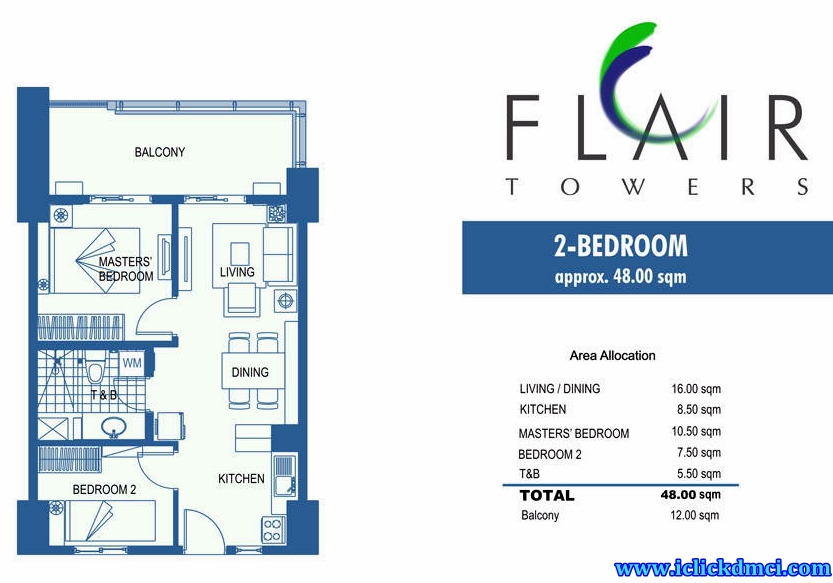 FLAIR
TOWERS
2-BEDROOM
approx. 48.00 sqm
BALCONY
MASTERS'
BEDROOM
LIVING
WM
T & B
DINING
BEDROOM 2
KITCHEN
Area Allocation
LIVING / DINING 16.00 sqm
KITCHEN 8.50 sqm
MASTERS' BEDROOM 10.50 sqm
BEDROOM 2 7.50 sqm
T&B 5.50 sqm
TOTAL 48.00 sqm
Balcony 12.00 sqm
www.iclickdmci.com